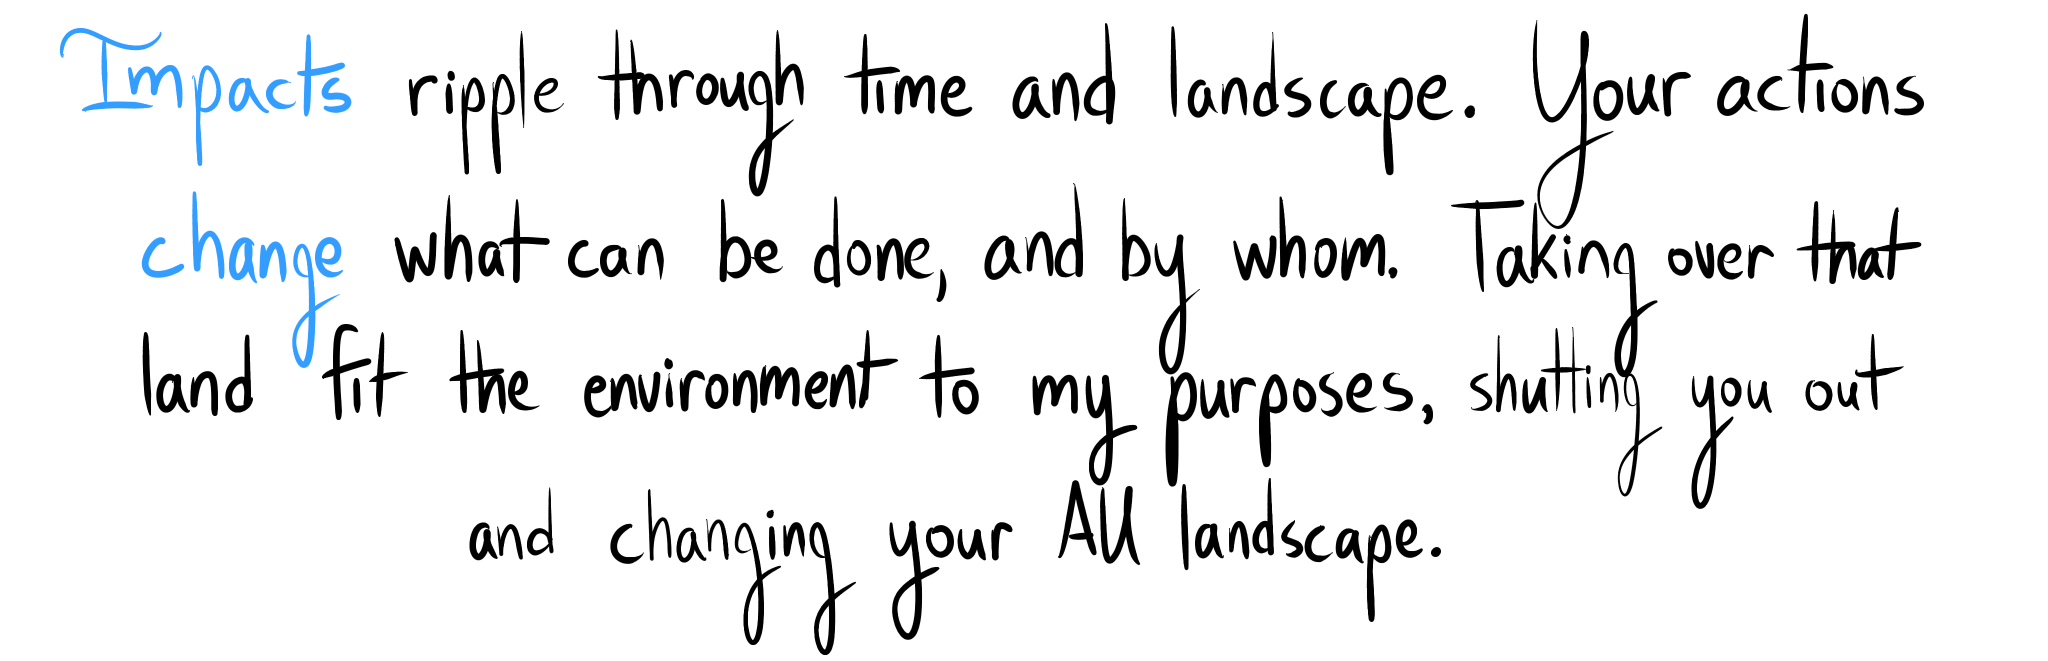 Impacts ripple through time and landscape. Your actions
change what can be done, and by whom. Taking over that
land fit the environment to my purposes, shutting you out
and changing your AU landscape.